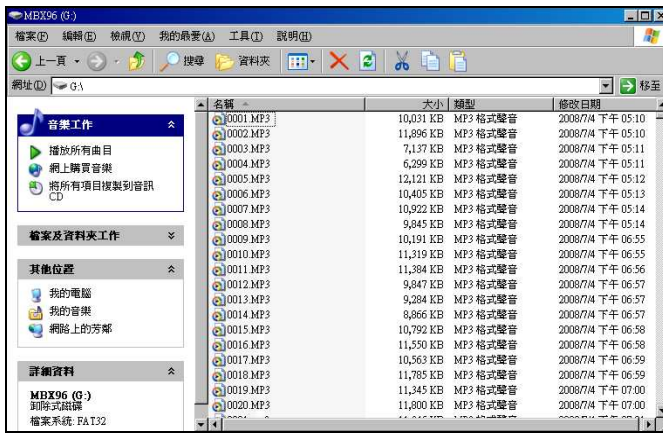 MBX96 (G:)
檔案(F) 編輯(E) 檢視(V) 我的最愛(A) 工具(T) 說明(H)
上一頁 搜尋 資料夾
網址(D) G:\ 移至
音樂工作
播放所有曲目
網上購買音樂
將所有項目複製到音訊
CD
檔案及資料夾工作
其他位置
我的電腦
我的音樂
網路上的芳鄰
詳細資料
MBX96 (G:)
卸除式磁碟
檔案系統: FAT32
名稱 大小 類型 修改日期
0001.MP3 10,031 KB MP3 格式聲音 2008/7/4 下午 05:10
0002.MP3 11,896 KB MP3 格式聲音 2008/7/4 下午 05:10
0003.MP3 7,137 KB MP3 格式聲音 2008/7/4 下午 05:11
0004.MP3 6,299 KB MP3 格式聲音 2008/7/4 下午 05:11
0005.MP3 12,121 KB MP3 格式聲音 2008/7/4 下午 05:12
0006.MP3 10,405 KB MP3 格式聲音 2008/7/4 下午 05:13
0007.MP3 10,922 KB MP3 格式聲音 2008/7/4 下午 05:14
0008.MP3 9,845 KB MP3 格式聲音 2008/7/4 下午 05:14
0009.MP3 10,191 KB MP3 格式聲音 2008/7/4 下午 06:55
0010.MP3 11,319 KB MP3 格式聲音 2008/7/4 下午 06:55
0011.MP3 11,384 KB MP3 格式聲音 2008/7/4 下午 06:56
0012.MP3 9,847 KB MP3 格式聲音 2008/7/4 下午 06:57
0013.MP3 9,284 KB MP3 格式聲音 2008/7/4 下午 06:57
0014.MP3 8,866 KB MP3 格式聲音 2008/7/4 下午 06:57
0015.MP3 10,792 KB MP3 格式聲音 2008/7/4 下午 06:58
0016.MP3 11,550 KB MP3 格式聲音 2008/7/4 下午 06:58
0017.MP3 10,563 KB MP3 格式聲音 2008/7/4 下午 06:59
0018.MP3 11,785 KB MP3 格式聲音 2008/7/4 下午 06:59
0019.MP3 11,345 KB MP3 格式聲音 2008/7/4 下午 07:00
0020.MP3 11,800 KB MP3 格式聲音 2008/7/4 下午 07:00